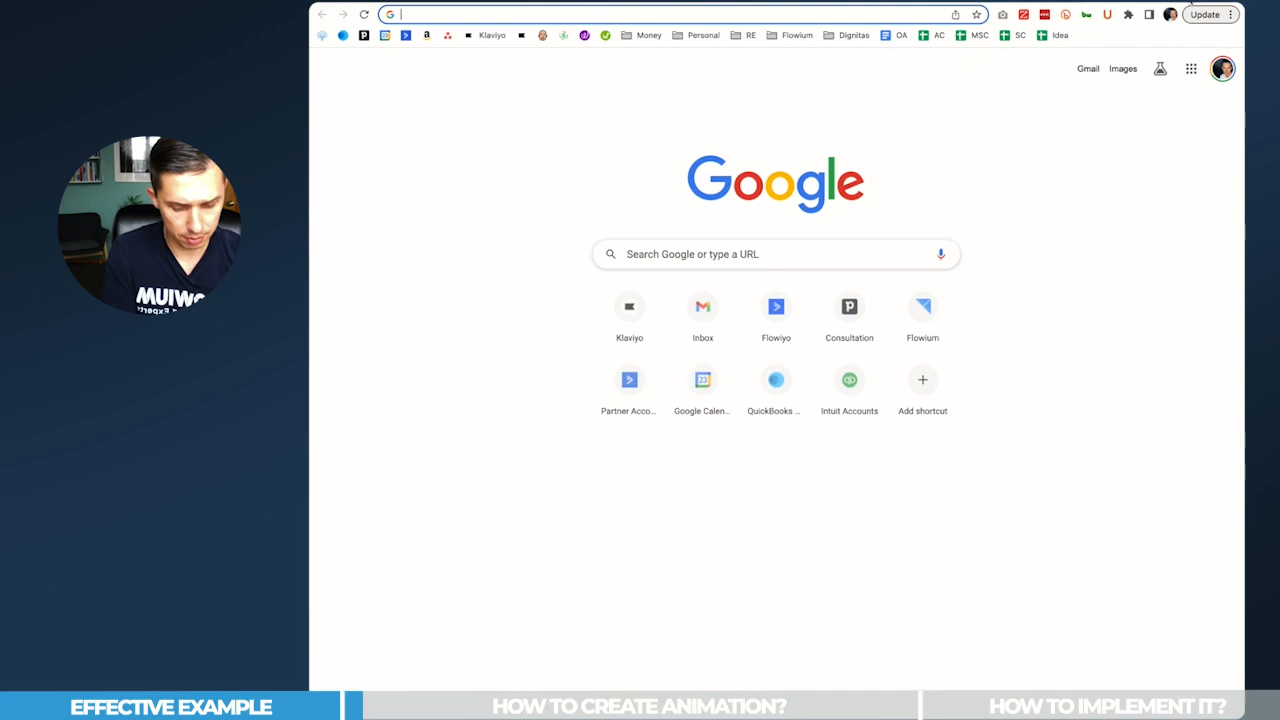 Update
Klaviyo
Money
Personal
RE
Flowium
Dignitas
OA
AC
MSC
SC
Idea
Gmail
Images
Google
Search Google or type a URL
Klaviyo
Inbox
Flowiyo
Consultation
Flowium
23
Partner Acco...
Google Calen...
QuickBooks ...
Intuit Accounts
Add shortcut
EFFECTIVE EXAMPLE
HOW TO CREATE ANIMATION?
HOW TO IMPLEMENT IT?